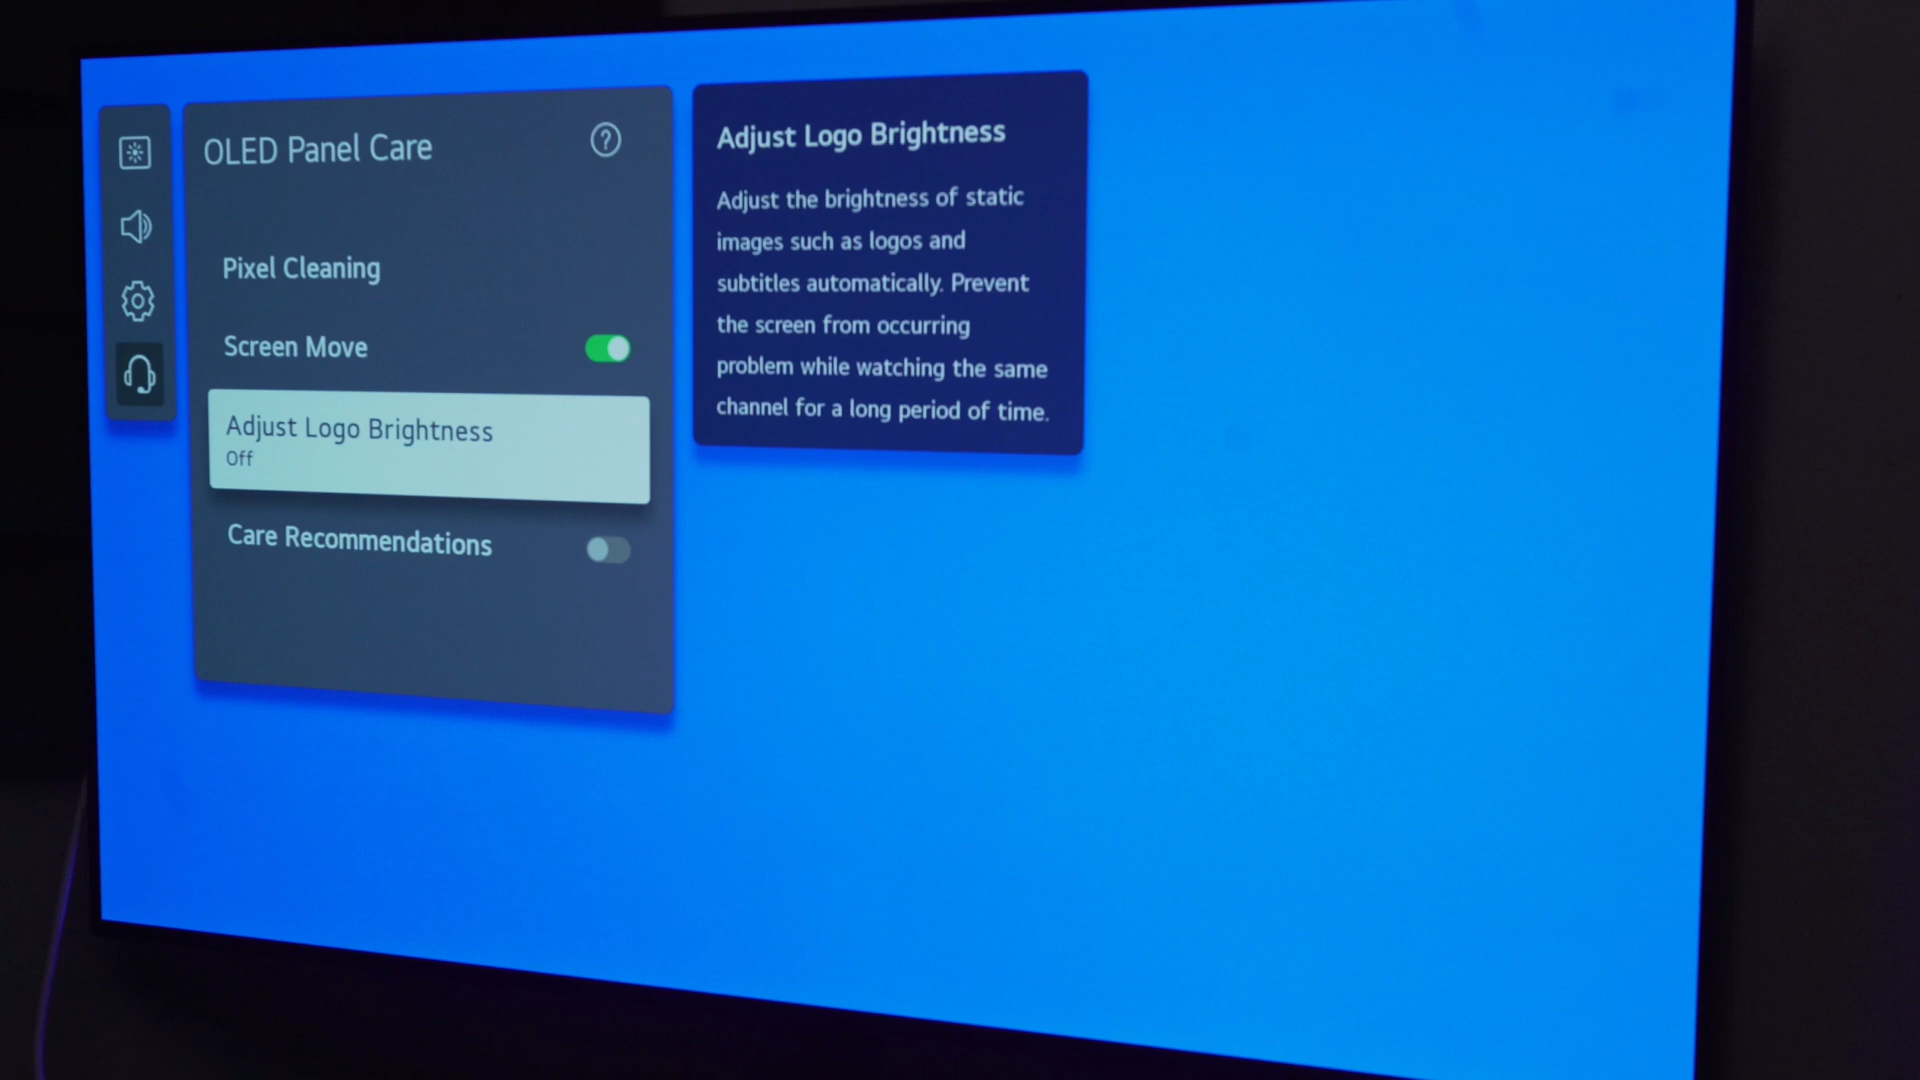 OLED Panel Care
?
Pixel Cleaning
Screen Move
Adjust Logo Brightness
Off
Care Recommendations
Adjust Logo Brightness
Adjust the brightness of static
images such as logos and
subtitles automatically. Prevent
the screen from occurring
problem while watching the same
channel for a long period of time.